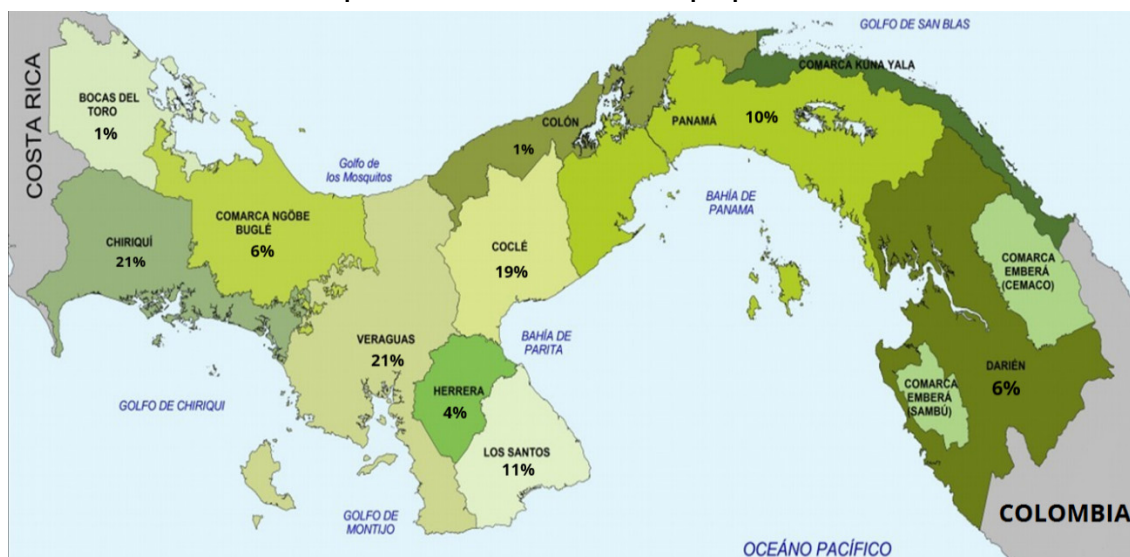 GOLFO DE SAN BLAS
COSTA RICA
BOCAS DEL
TORO
1%
COMARCA KUNA YALA
COLÓN
1%
PANAMÁ
10%
Golfo de
los Mosquitos
BAHÍA DE
PANAMA
COMARCA NGÖBE
BUGLÉ
6%
CHIRIQUÍ
21%
COCLÉ
19%
COMARCA
EMBERÁ
(CEMACO)
VERAGUAS
21%
BAHÍA DE
PARITA
HERRERA
4%
DARIÉN
6%
COMARCA
EMBERÁ
(SAMBÚ)
GOLFO DE CHIRIQUI
LOS SANTOS
11%
GOLFO DE
MONTIJO
COLOMBIA
OCEÁNO PACÍFICO